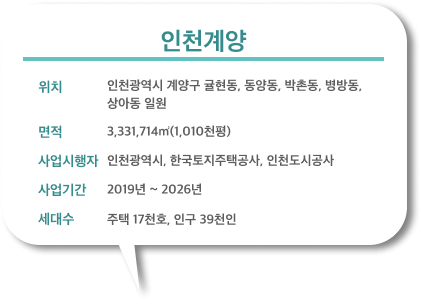 인천계양
위치 인천광역시 계양구 귤현동, 동양동, 박촌동, 병방동,
상야동 일원
면적 3,331,714㎡(1,010천평)
사업시행자 인천광역시, 한국토지주택공사, 인천도시공사
사업기간 2019년 ~ 2026년
세대수 주택 17천호, 인구 39천인